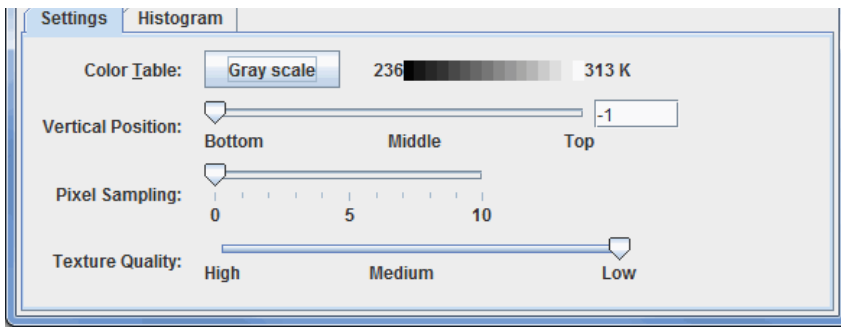 Settings Histogram
Color Table: Gray scale 236 313 K
Vertical Position: -1
Bottom Middle Top
Pixel Sampling:
0 5 10
Texture Quality:
High Medium Low